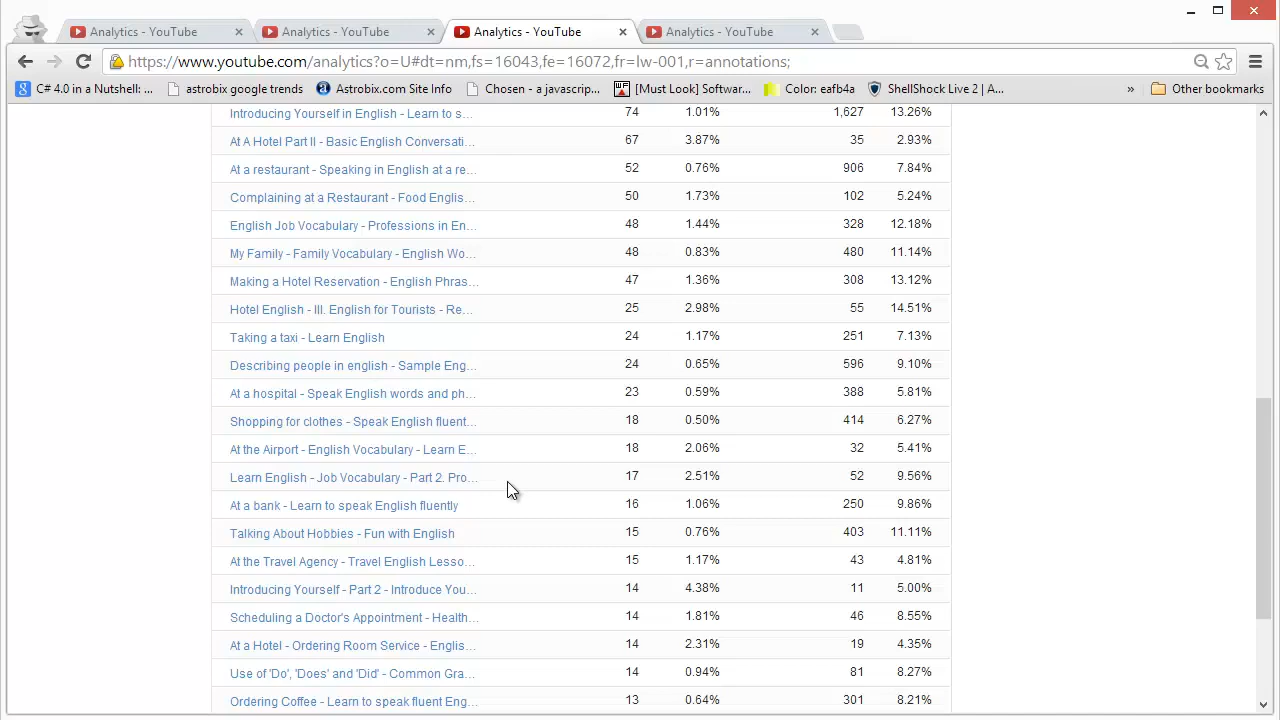 Analytics - YouTube × Analytics - YouTube × Analytics - YouTube × Analytics - YouTube ×
https://www.youtube.com/analytics?o=U#dt=nm,fs=16043,fe=16072,fr=lw-001,r=annotations;
C# 4.0 in a Nutshell: ... astrobix google trends Astrobix.com Site Info Chosen - a javascrip... [Must Look] Softwar... Color: eafb4a ShellShock Live 2 | A... » Other bookmarks
Introducing Yourself in English - Learn to s... 74 1.01% 1,627 13.26%
At A Hotel Part II - Basic English Conversati... 67 3.87% 35 2.93%
At a restaurant - Speaking in English at a re... 52 0.76% 906 7.84%
Complaining at a Restaurant - Food Englis... 50 1.73% 102 5.24%
English Job Vocabulary - Professions in En... 48 1.44% 328 12.18%
My Family - Family Vocabulary - English Wo... 48 0.83% 480 11.14%
Making a Hotel Reservation - English Phras... 47 1.36% 308 13.12%
Hotel English - III. English for Tourists - Re... 25 2.98% 55 14.51%
Taking a taxi - Learn English 24 1.17% 251 7.13%
Describing people in english - Sample Eng... 24 0.65% 596 9.10%
At a hospital - Speak English words and ph... 23 0.59% 388 5.81%
Shopping for clothes - Speak English fluent... 18 0.50% 414 6.27%
At the Airport - English Vocabulary - Learn E... 18 2.06% 32 5.41%
Learn English - Job Vocabulary - Part 2. Pro... 17 2.51% 52 9.56%
At a bank - Learn to speak English fluently 16 1.06% 250 9.86%
Talking About Hobbies - Fun with English 15 0.76% 403 11.11%
At the Travel Agency - Travel English Lesso... 15 1.17% 43 4.81%
Introducing Yourself - Part 2 - Introduce You... 14 4.38% 11 5.00%
Scheduling a Doctor's Appointment - Health... 14 1.81% 46 8.55%
At a Hotel - Ordering Room Service - Englis... 14 2.31% 19 4.35%
Use of 'Do', 'Does' and 'Did' - Common Gra... 14 0.94% 81 8.27%
Ordering Coffee - Learn to speak fluent Eng... 13 0.64% 301 8.21%